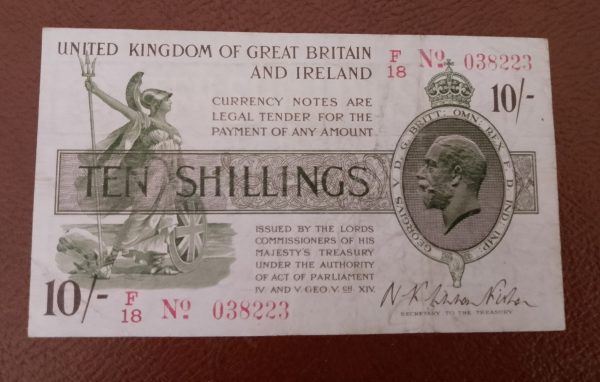 UNITED KINGDOM OF GREAT BRITAIN
AND IRELAND
F
18
Nº 038223
10/-
CURRENCY NOTES ARE
LEGAL TENDER FOR THE
PAYMENT OF ANY AMOUNT
GEORGIVS V D. G. BRITT: OMN: REX F. D. IND: IMP:
TEN SHILLINGS
ISSUED BY THE LORDS
COMMISSIONERS OF HIS
MAJESTY'S TREASURY
UNDER THE AUTHORITY
OF ACT OF PARLIAMENT
IV AND V. GEO. V. CH. XIV.
10/-
F
18
Nº 038223
SECRETARY TO THE TREASURY